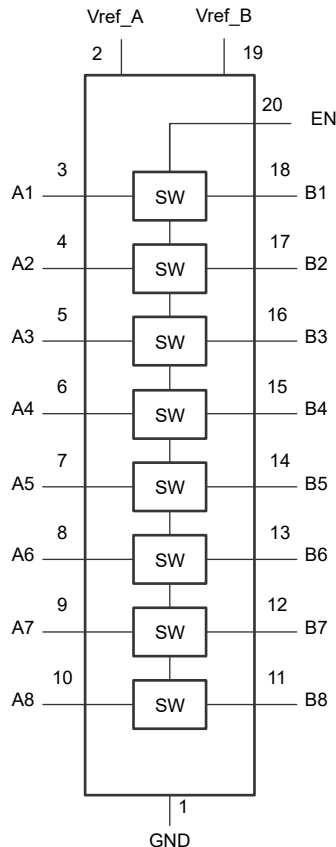 Vref_A Vref_B
2 19
20 EN
3 18
A1 SW B1
4 17
A2 SW B2
5 16
A3 SW B3
6 15
A4 SW B4
7 14
A5 SW B5
8 13
A6 SW B6
9 12
A7 SW B7
10 11
A8 SW B8
1
GND